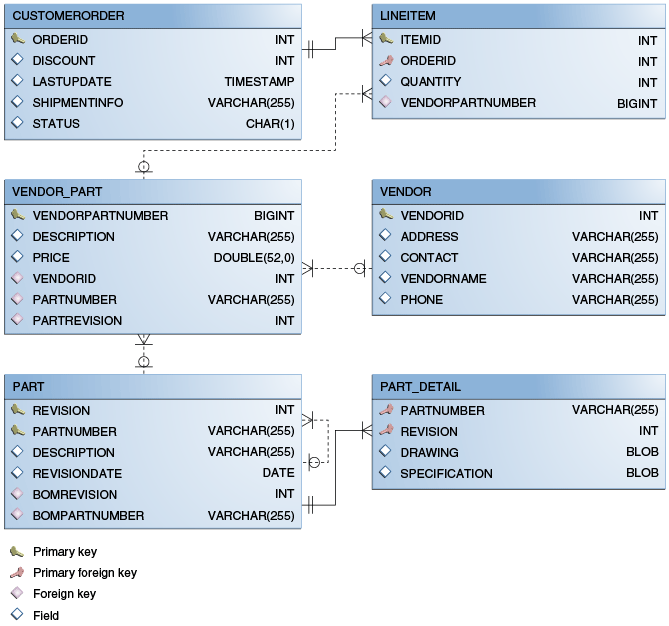 CUSTOMERORDER
ORDERID INT
DISCOUNT INT
LASTUPDATE TIMESTAMP
SHIPMENTINFO VARCHAR(255)
STATUS CHAR(1)
LINEITEM
ITEMID INT
ORDERID INT
QUANTITY INT
VENDORPARTNUMBER BIGINT
VENDOR_PART
VENDORPARTNUMBER BIGINT
DESCRIPTION VARCHAR(255)
PRICE DOUBLE(52,0)
VENDORID INT
PARTNUMBER VARCHAR(255)
PARTREVISION INT
VENDOR
VENDORID INT
ADDRESS VARCHAR(255)
CONTACT VARCHAR(255)
VENDORNAME VARCHAR(255)
PHONE VARCHAR(255)
PART
REVISION INT
PARTNUMBER VARCHAR(255)
DESCRIPTION VARCHAR(255)
REVISIONDATE DATE
BOMREVISION INT
BOMPARTNUMBER VARCHAR(255)
PART_DETAIL
PARTNUMBER VARCHAR(255)
REVISION INT
DRAWING BLOB
SPECIFICATION BLOB
Primary key
Primary foreign key
Foreign key
Field